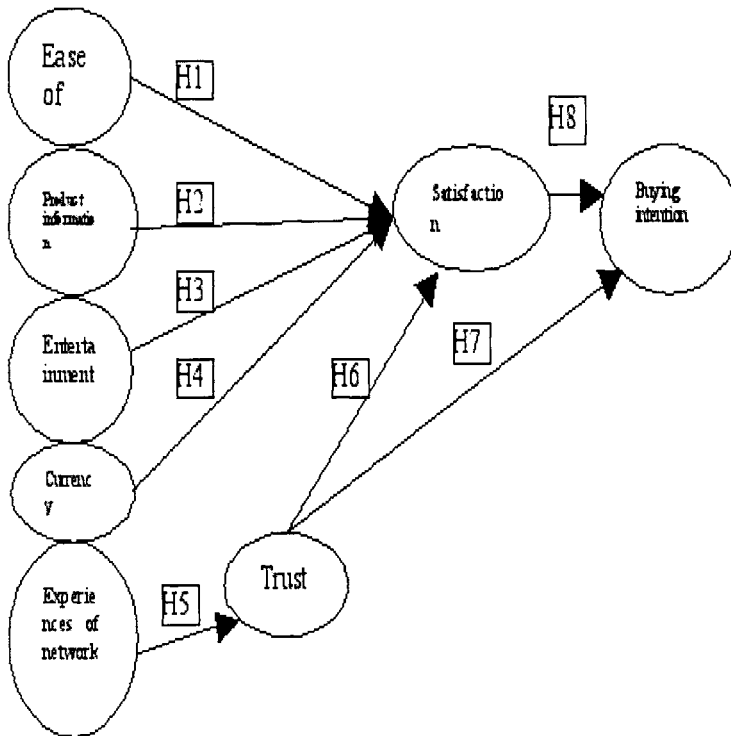 Ease
of
H1
Product
informatio
n
H2
Entertа
inment
H3
Currenc
y
H4
Experie
nces of
network
H5
Trust
H6
H7
Satisfactio
n
H8
Buying
intention